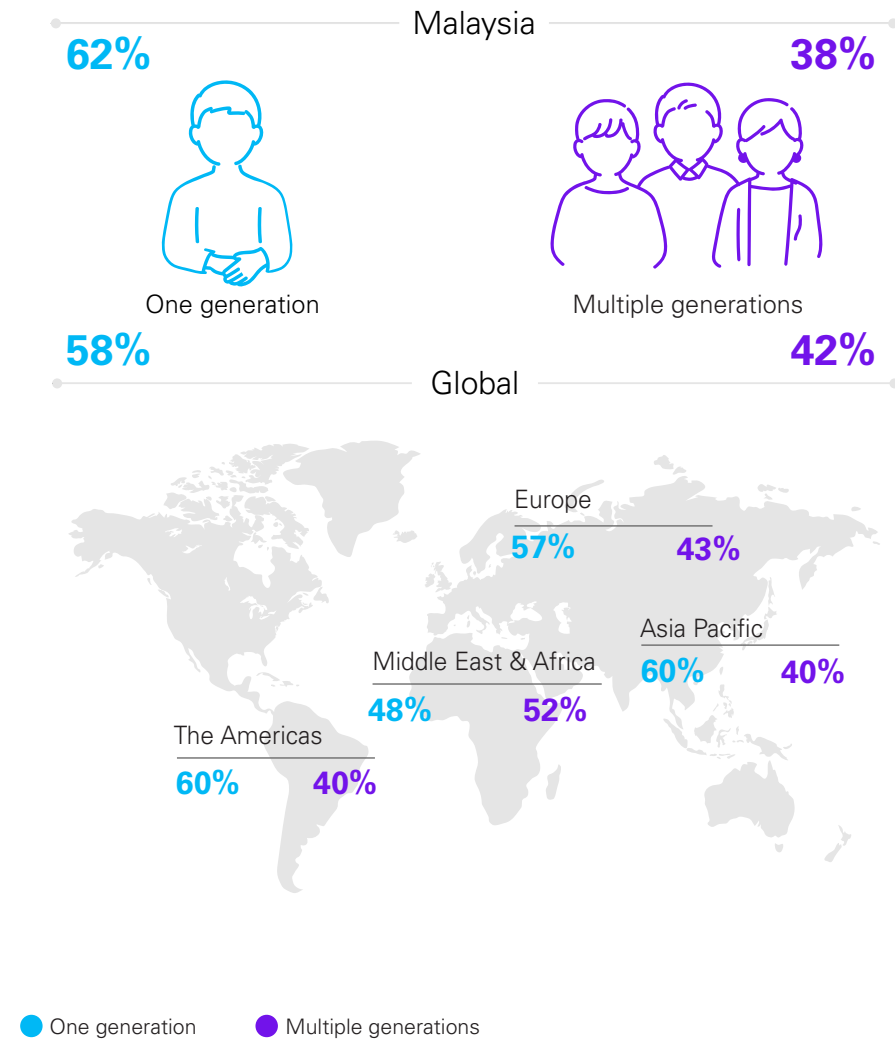 Malaysia
62% 38%
One generation Multiple generations
58% 42%
Global
Europe
57% 43%
Asia Pacific
60% 40%
Middle East & Africa
48% 52%
The Americas
60% 40%
One generation Multiple generations